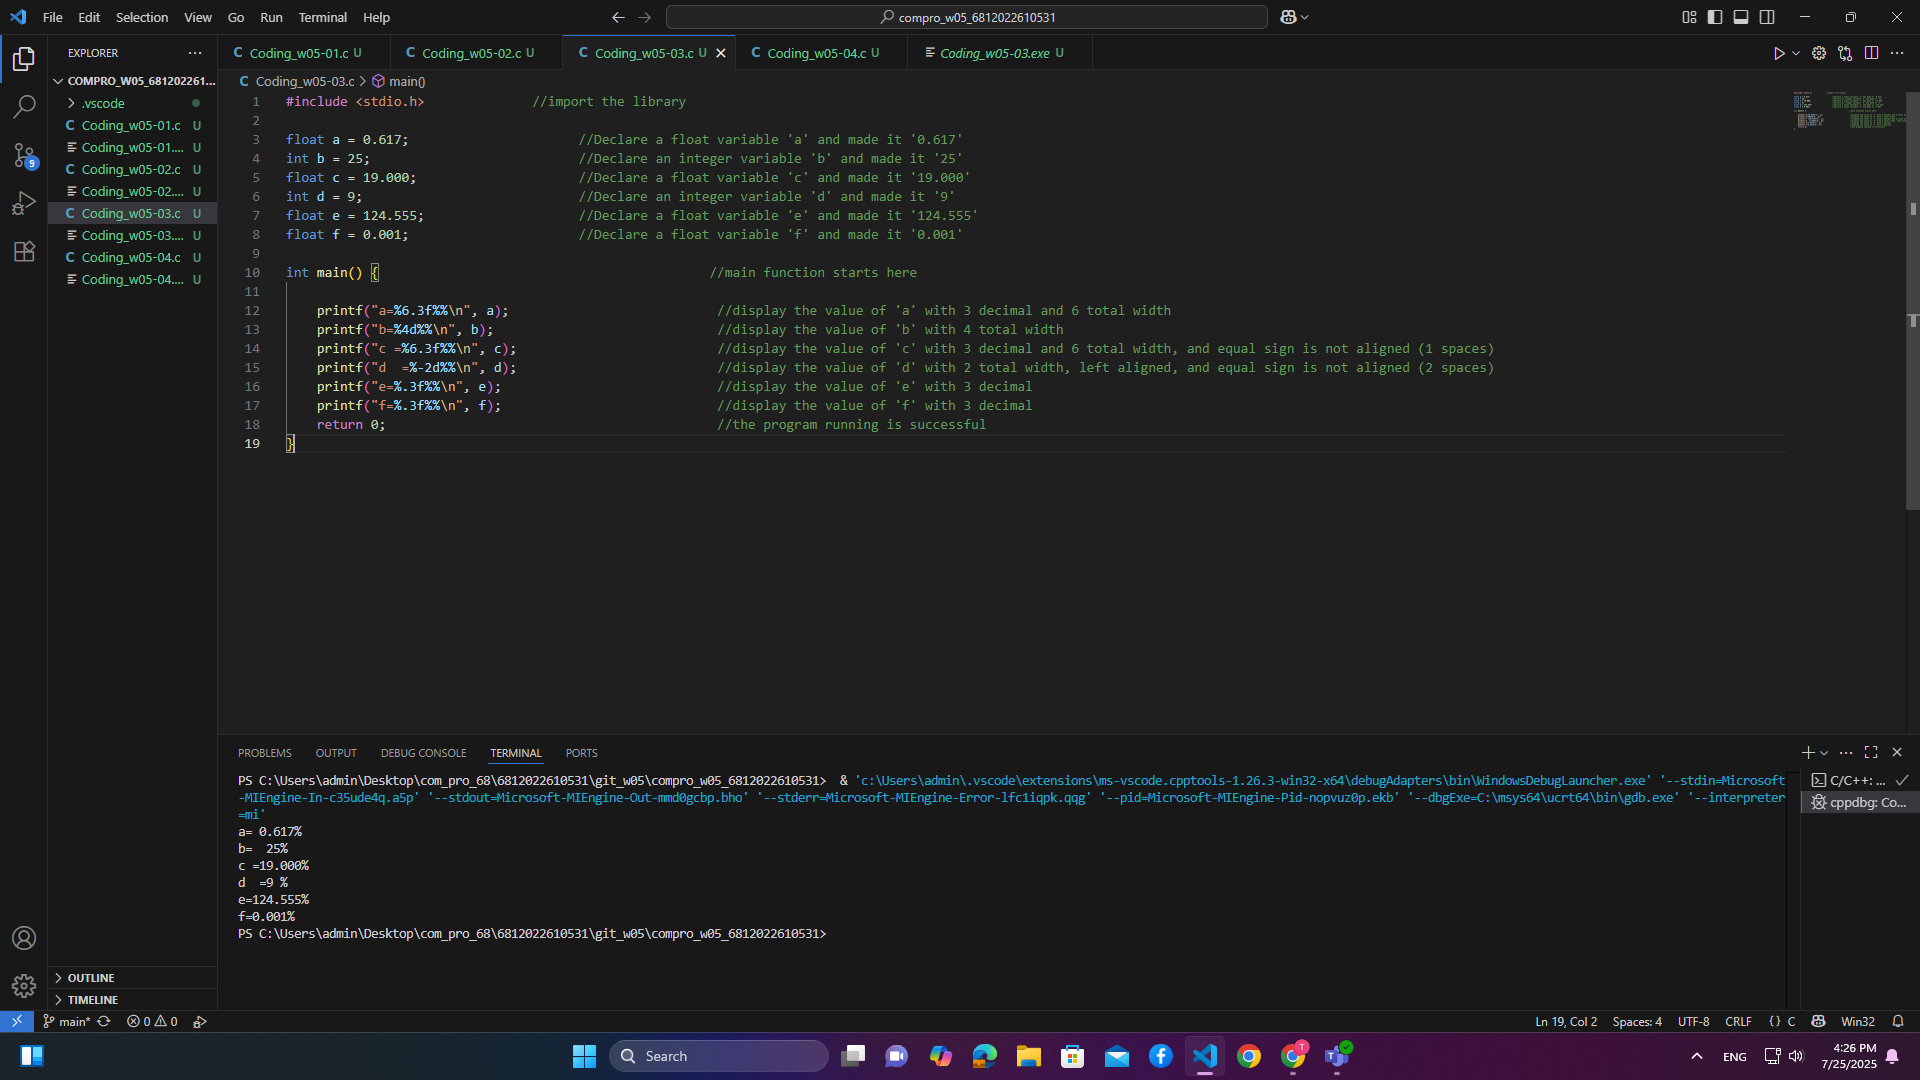 File Edit Selection View Go Run Terminal Help
compro_w05_6812022610531
EXPLORER
COMPRO_W05_681202261...
.vscode
Coding_w05-01.c U
Coding_w05-01.... U
Coding_w05-02.c U
Coding_w05-02.... U
Coding_w05-03.c U
Coding_w05-03.... U
Coding_w05-04.c U
Coding_w05-04.... U
9
OUTLINE
TIMELINE
C Coding_w05-01.c U C Coding_w05-02.c U C Coding_w05-03.c U C Coding_w05-04.c U Coding_w05-03.exe U
C Coding_w05-03.c > main()
1 #include <stdio.h> //import the library
2
3 float a = 0.617; //Declare a float variable 'a' and made it '0.617'
4 int b = 25; //Declare an integer variable 'b' and made it '25'
5 float c = 19.000; //Declare a float variable 'c' and made it '19.000'
6 int d = 9; //Declare an integer variable 'd' and made it '9'
7 float e = 124.555; //Declare a float variable 'e' and made it '124.555'
8 float f = 0.001; //Declare a float variable 'f' and made it '0.001'
9
10 int main() { //main function starts here
11
12 printf("a=%6.3f%%\n", a); //display the value of 'a' with 3 decimal and 6 total width
13 printf("b=%4d%%\n", b); //display the value of 'b' with 4 total width
14 printf("c =%6.3f%%\n", c); //display the value of 'c' with 3 decimal and 6 total width, and equal sign is not aligned (1 spaces)
15 printf("d  =%-2d%%\n", d); //display the value of 'd' with 2 total width, left aligned, and equal sign is not aligned (2 spaces)
16 printf("e=%.3f%%\n", e); //display the value of 'e' with 3 decimal
17 printf("f=%.3f%%\n", f); //display the value of 'f' with 3 decimal
18 return 0; //the program running is successful
19 }
PROBLEMS OUTPUT DEBUG CONSOLE TERMINAL PORTS
PS C:\Users\admin\Desktop\com_pro_68\6812022610531\git_w05\compro_w05_6812022610531>  & 'c:\Users\admin\.vscode\extensions\ms-vscode.cpptools-1.26.3-win32-x64\debugAdapters\bin\WindowsDebugLauncher.exe' '--stdin=Microsoft
-MIEngine-In-c35ude4q.a5p' '--stdout=Microsoft-MIEngine-Out-mmd0gcbp.bho' '--stderr=Microsoft-MIEngine-Error-lfc1iqpk.qqg' '--pid=Microsoft-MIEngine-Pid-nopvuz0p.ekb' '--dbgExe=C:\msys64\ucrt64\bin\gdb.exe' '--interpreter
=mi'
a= 0.617%
b=  25%
c =19.000%
d  =9 %
e=124.555%
f=0.001%
PS C:\Users\admin\Desktop\com_pro_68\6812022610531\git_w05\compro_w05_6812022610531>
C/C++: ...
cppdbg: Co...
main* 0 0 Ln 19, Col 2 Spaces: 4 UTF-8 CRLF {} C Win32
Search
T
ENG
4:26 PM
7/25/2025